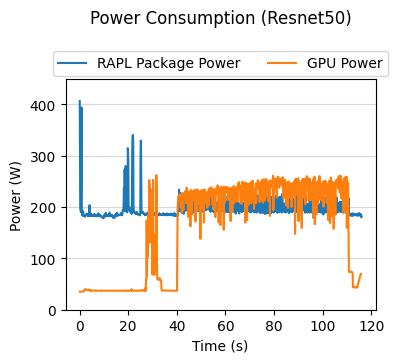 Power Consumption (Resnet50)
RAPL Package Power GPU Power
400
300
200
100
0
Power (W)
0 20 40 60 80 100 120
Time (s)